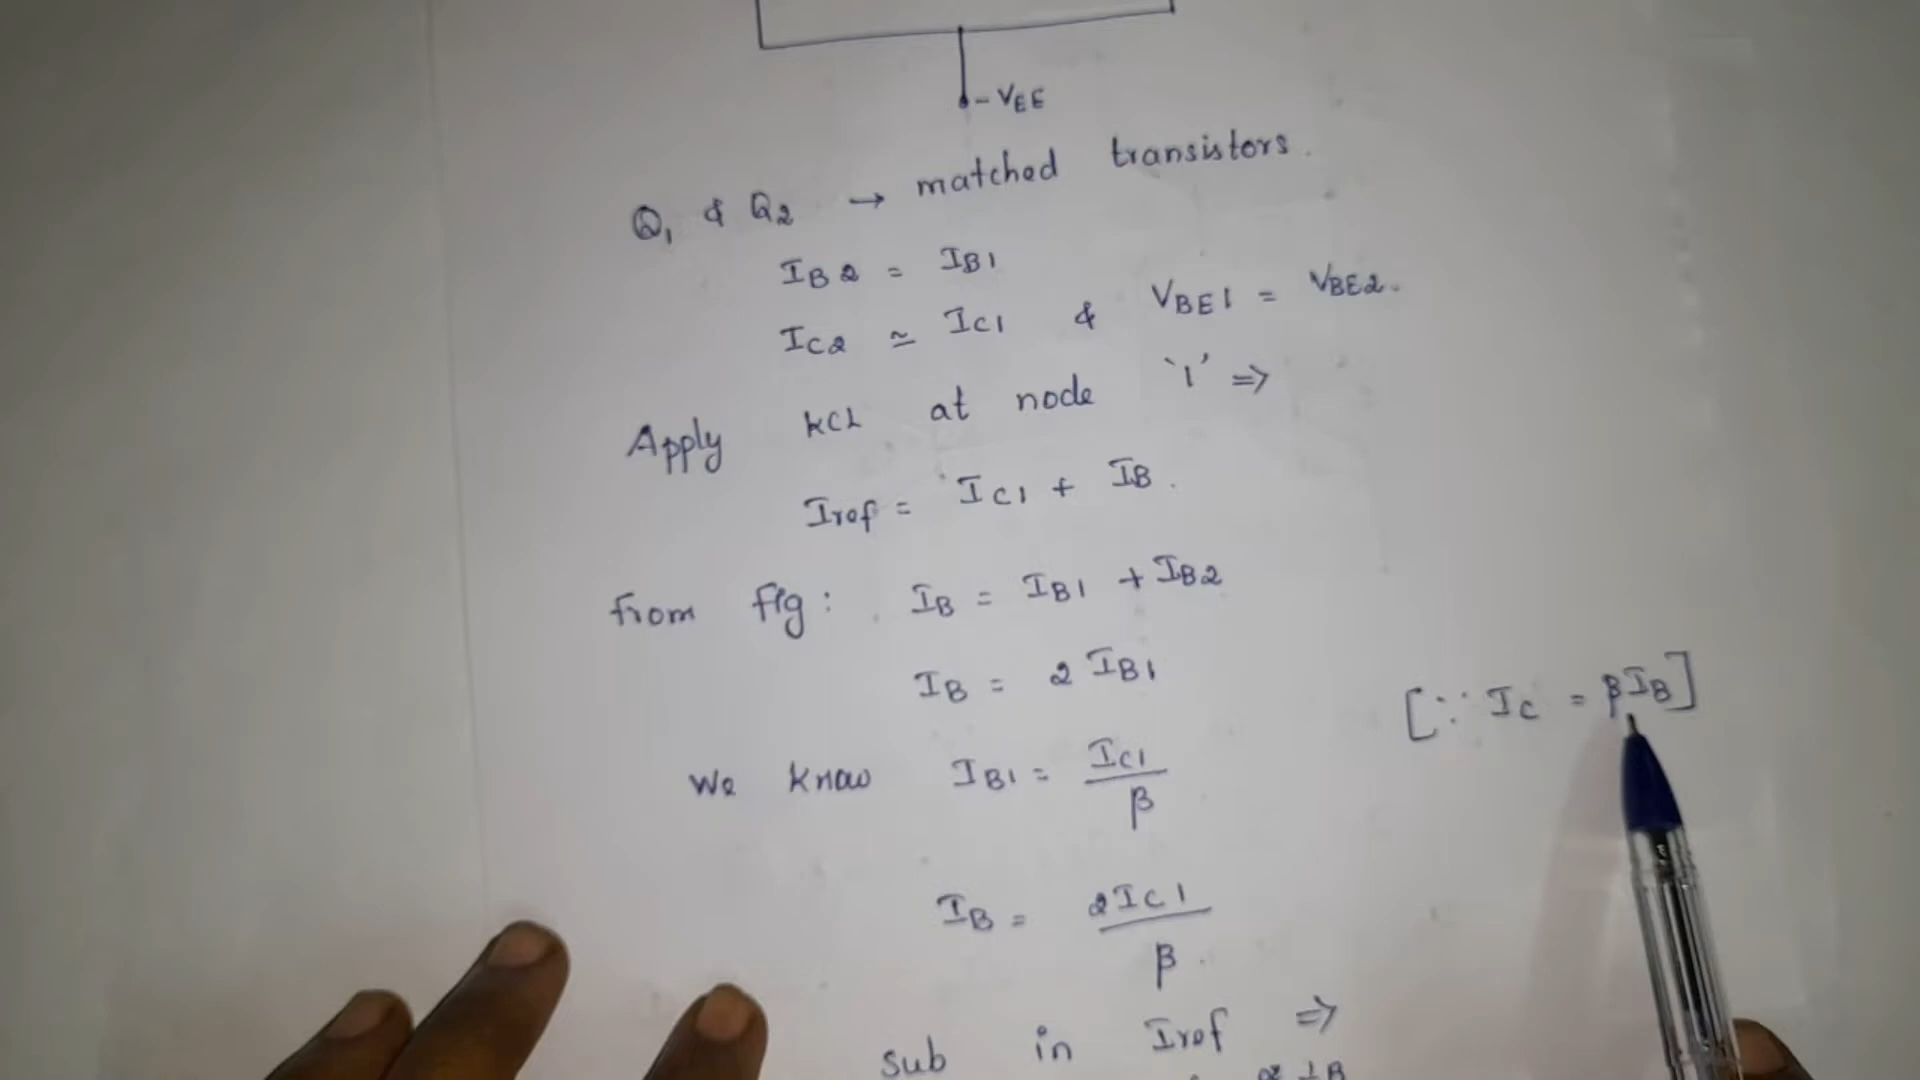 -VEE
Q1 & Q2 → matched transistors.
IB2 = IB1
IC2 ≃ IC1 & VBE1 = VBE2.
Apply KCL at node '1' ⇒
Iref = IC1 + IB.
from fig: IB = IB1 + IB2
IB = 2 IB1
We know IB1 = IC1/β [∵ IC = βIB]
IB = 2IC1/β.
sub in Iref ⇒